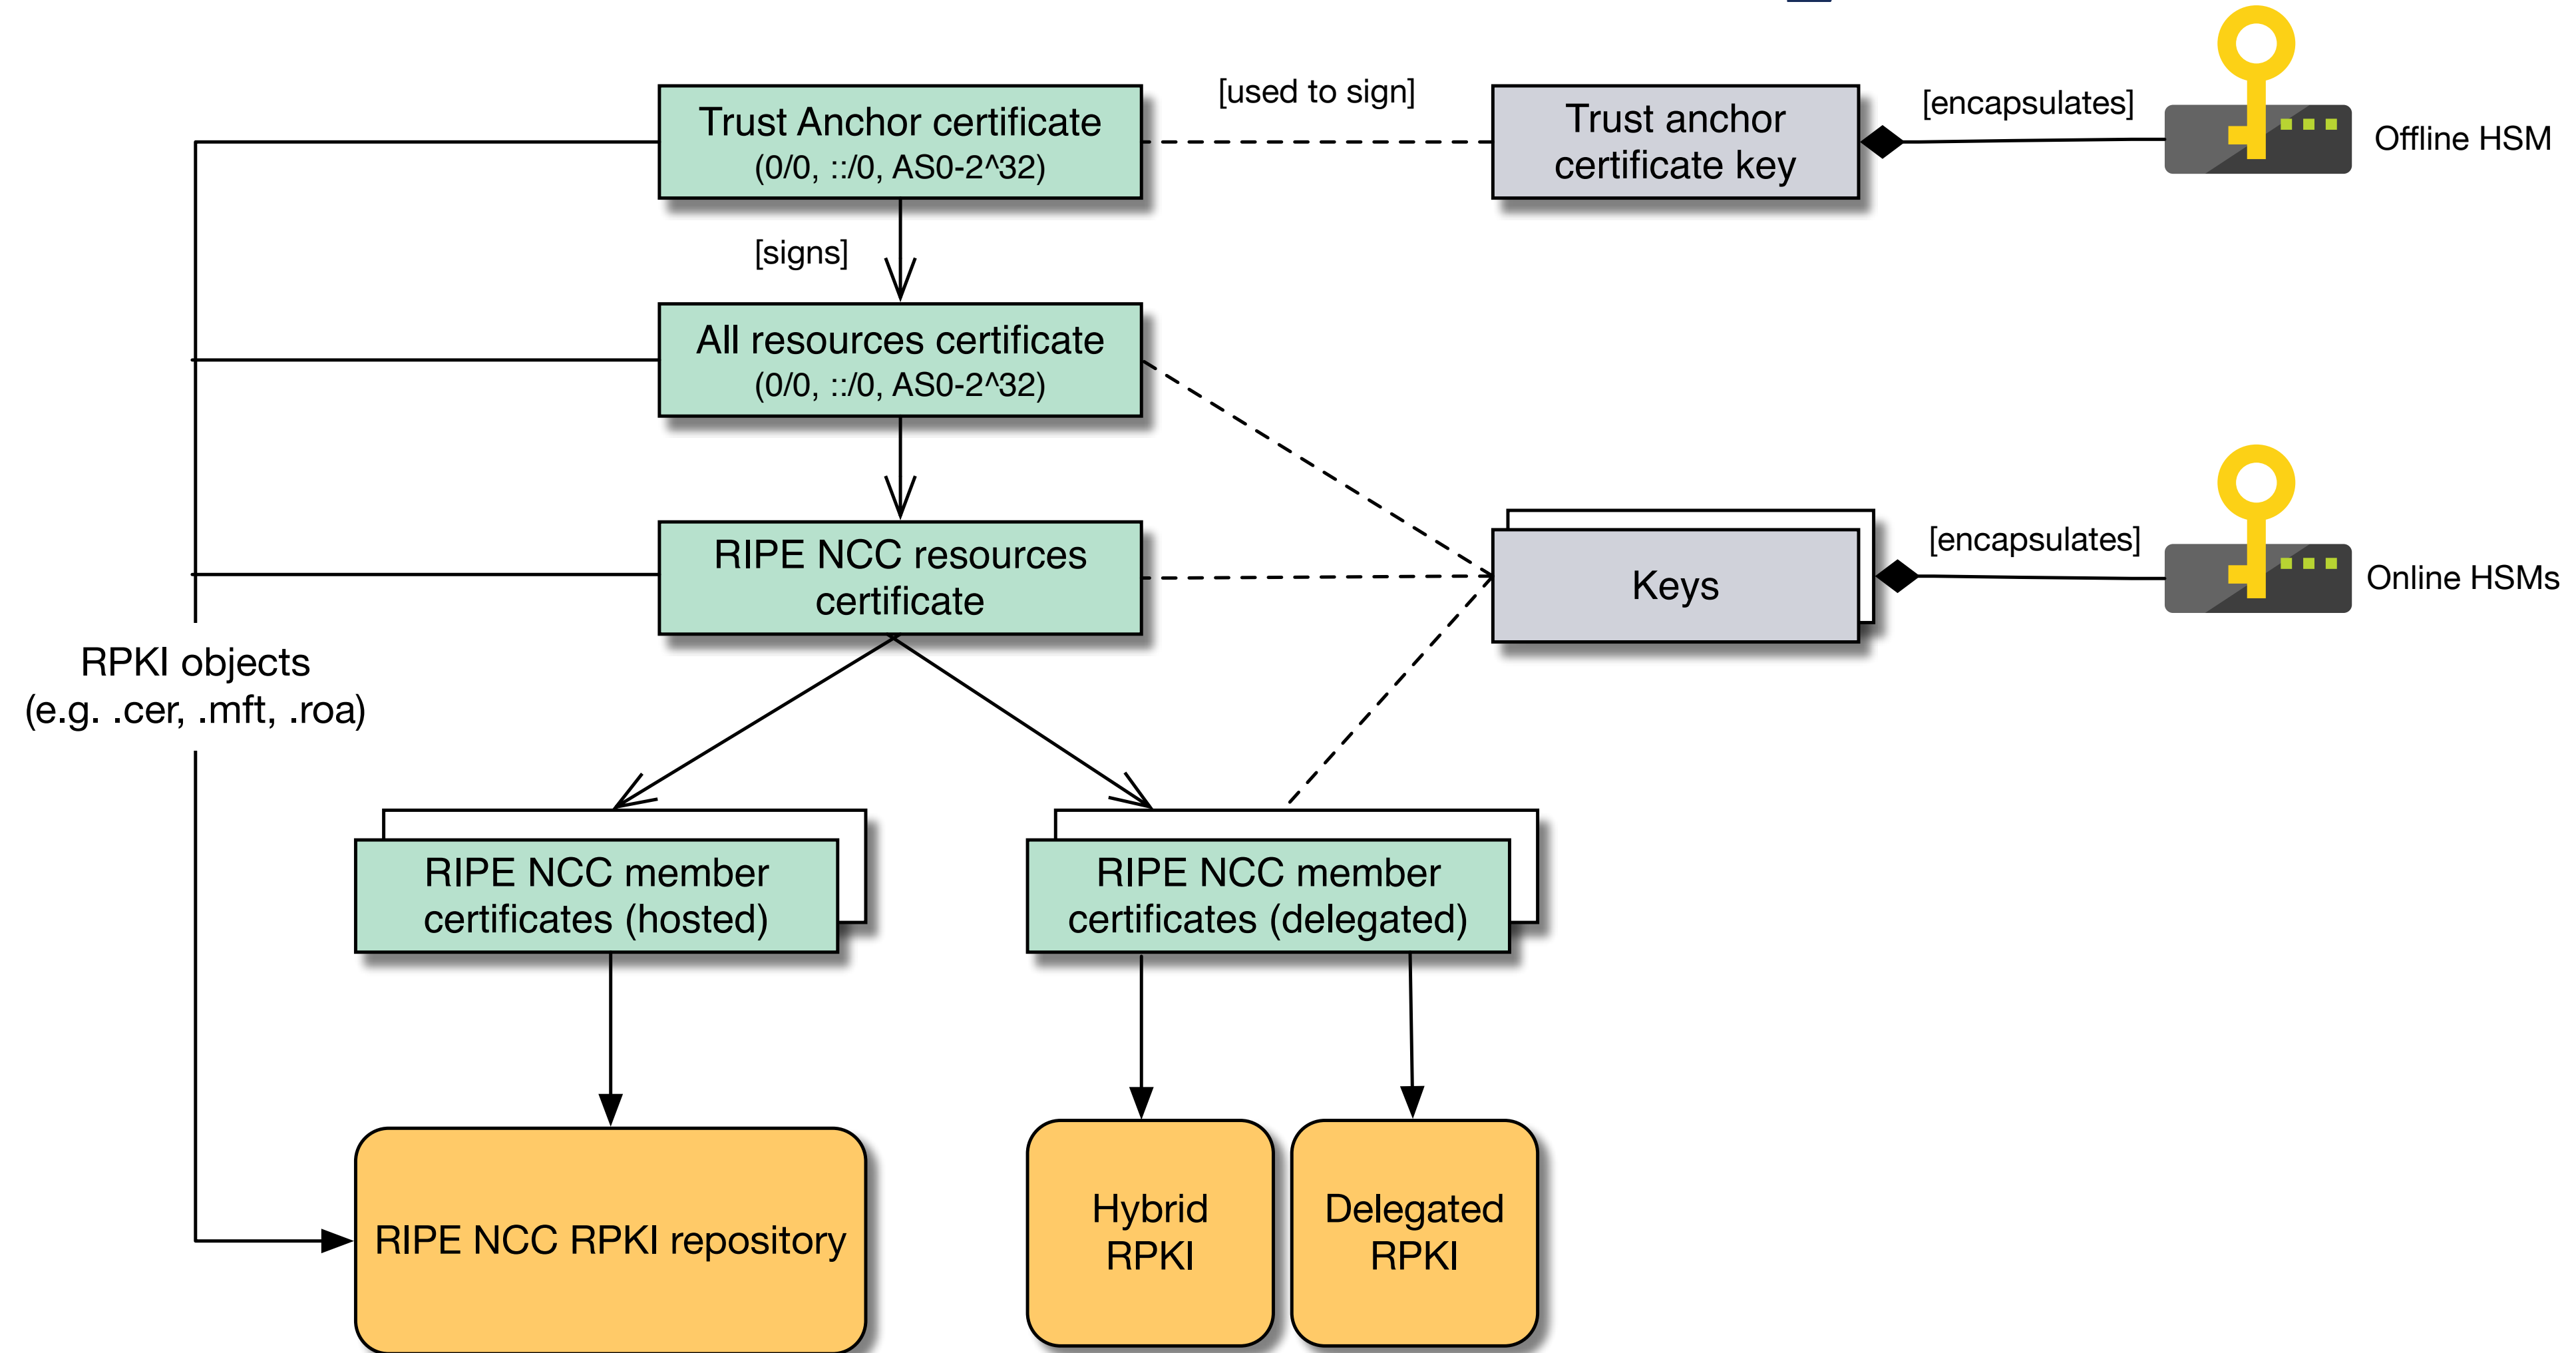 Trust Anchor certificate
(0/0, ::/0, AS0-2^32)
[used to sign]
Trust anchor
certificate key
[encapsulates]
Offline HSM
[signs]
All resources certificate
(0/0, ::/0, AS0-2^32)
RIPE NCC resources
certificate
Keys
[encapsulates]
Online HSMs
RPKI objects
(e.g. .cer, .mft, .roa)
RIPE NCC member
certificates (hosted)
RIPE NCC member
certificates (delegated)
RIPE NCC RPKI repository
Hybrid
RPKI
Delegated
RPKI